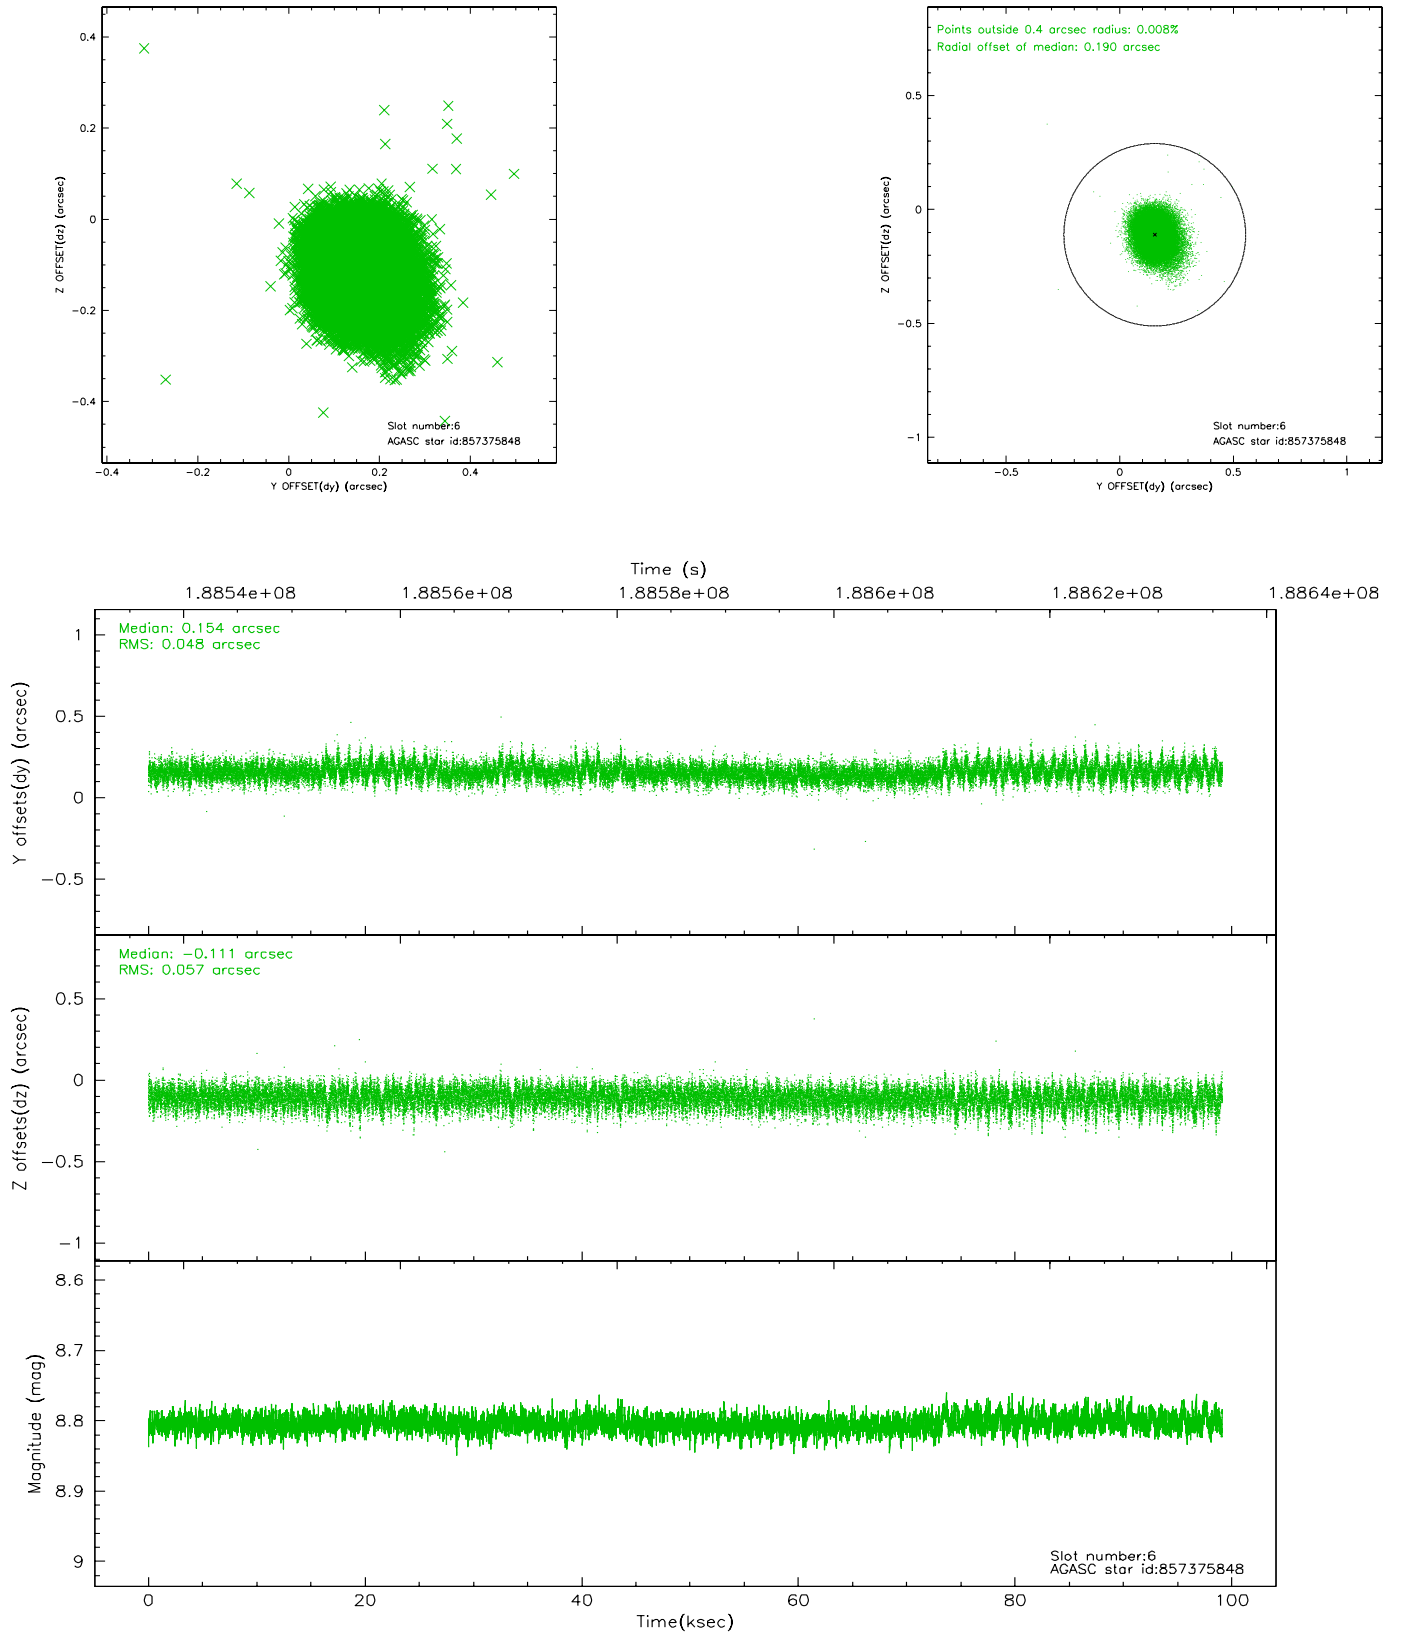 0.4
0.2
0
−0.2
−0.4
Z OFFSET(dz) (arcsec)
Slot number:6
AGASC star id:857375848
−0.4 −0.2 0 0.2 0.4
Y OFFSET(dy) (arcsec)
Points outside 0.4 arcsec radius: 0.008%
Radial offset of median: 0.190 arcsec
0.5
0
−0.5
−1
Z OFFSET(dz) (arcsec)
Slot number:6
AGASC star id:857375848
−0.5 0 0.5 1
Y OFFSET(dy) (arcsec)
Time (s)
1.8854e+08 1.8856e+08 1.8858e+08 1.886e+08 1.8862e+08 1.8864e+08
Median: 0.154 arcsec
RMS: 0.048 arcsec
1
0.5
0
−0.5
Y offsets(dy) (arcsec)
Median: −0.111 arcsec
RMS: 0.057 arcsec
0.5
0
−0.5
−1
Z offsets(dz) (arcsec)
8.6
8.7
8.8
8.9
9
Magnitude (mag)
Slot number:6
AGASC star id:857375848
0 20 40 60 80 100
Time(ksec)